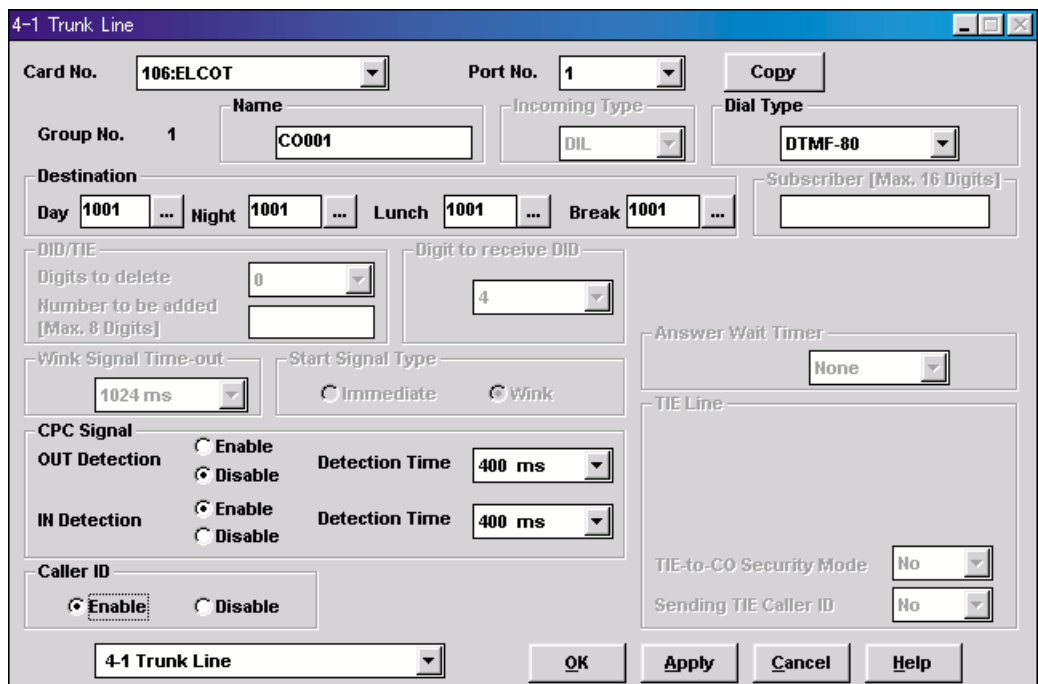 4-1 Trunk Line
Card No. 106:ELCOT Port No. 1 Copy
Name Incoming Type Dial Type
Group No. 1 CO001 DIL DTMF-80
Destination Subscriber [Max. 16 Digits]
Day 1001 ... Night 1001 ... Lunch 1001 ... Break 1001 ...
DID/TIE Digit to receive DID
Digits to delete 0 4
Number to be added
[Max. 8 Digits]
Answer Wait Timer
None
Wink Signal Time-out Start Signal Type
1024 ms Immediate Wink
TIE Line
CPC Signal
OUT Detection Enable
Disable Detection Time 400 ms
IN Detection Enable
Disable Detection Time 400 ms
TIE-to-CO Security Mode No
Sending TIE Caller ID No
Caller ID
Enable Disable
4-1 Trunk Line OK Apply Cancel Help